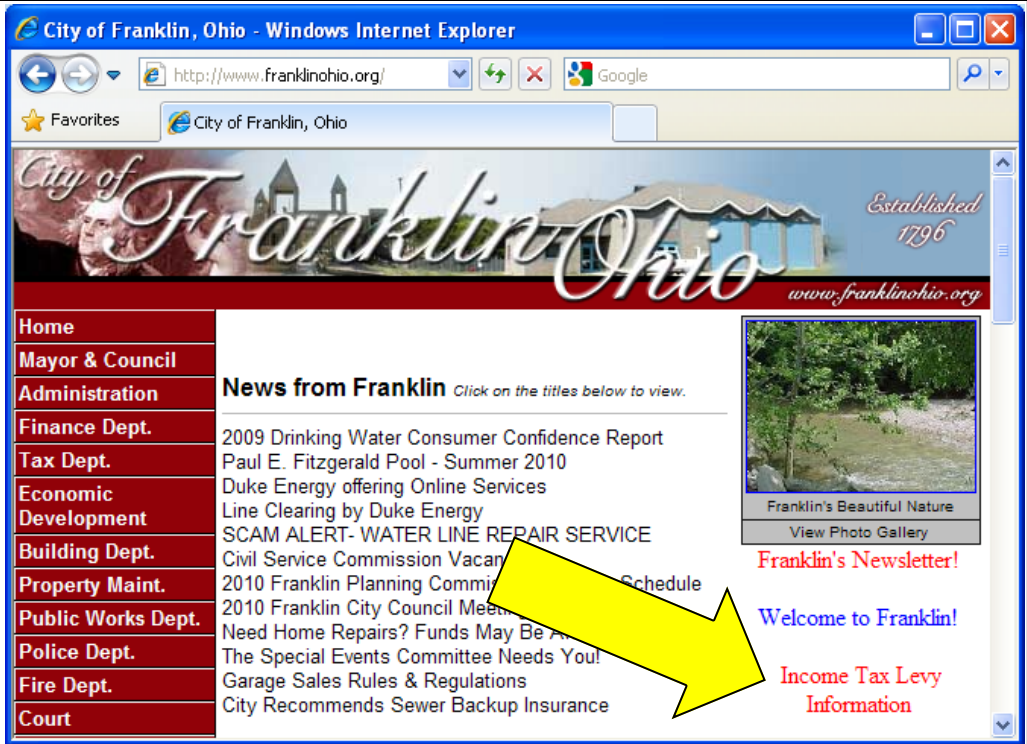 City of Franklin, Ohio - Windows Internet Explorer
http://www.franklinohio.org/
Google
Favorites
City of Franklin, Ohio
City of
Franklin Ohio
Established
1796
www.franklinohio.org
Home
Mayor & Council
Administration
Finance Dept.
Tax Dept.
Economic
Development
Building Dept.
Property Maint.
Public Works Dept.
Police Dept.
Fire Dept.
Court
News from Franklin Click on the titles below to view.
2009 Drinking Water Consumer Confidence Report
Paul E. Fitzgerald Pool - Summer 2010
Duke Energy offering Online Services
Line Clearing by Duke Energy
SCAM ALERT- WATER LINE REPAIR SERVICE
Civil Service Commission
2010 Franklin Planning Schedule
2010 Franklin City Council
Need Home Repairs? Funds May Be
The Special Events Committee Needs You!
Garage Sales Rules & Regulations
City Recommends Sewer Backup Insurance
Franklin's Beautiful Nature
View Photo Gallery
Franklin's Newsletter!
Welcome to Franklin!
Income Tax Levy
Information